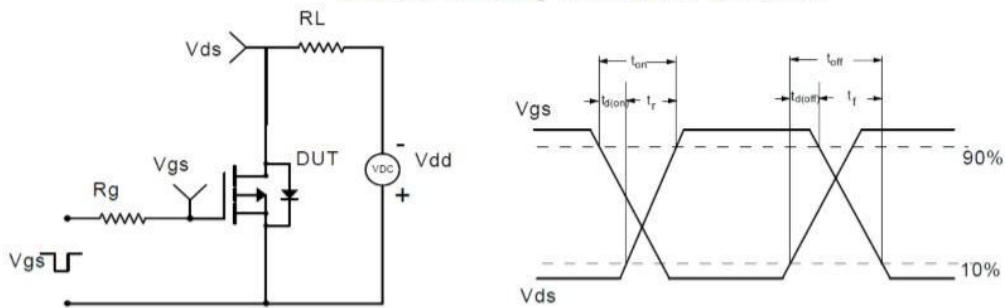 RL
Vds
ton
toff
td(on)
tr
td(off)
tf
Vgs
90%
Vgs
DUT
-
VDC
Vdd
+
Rg
Vgs
10%
Vds